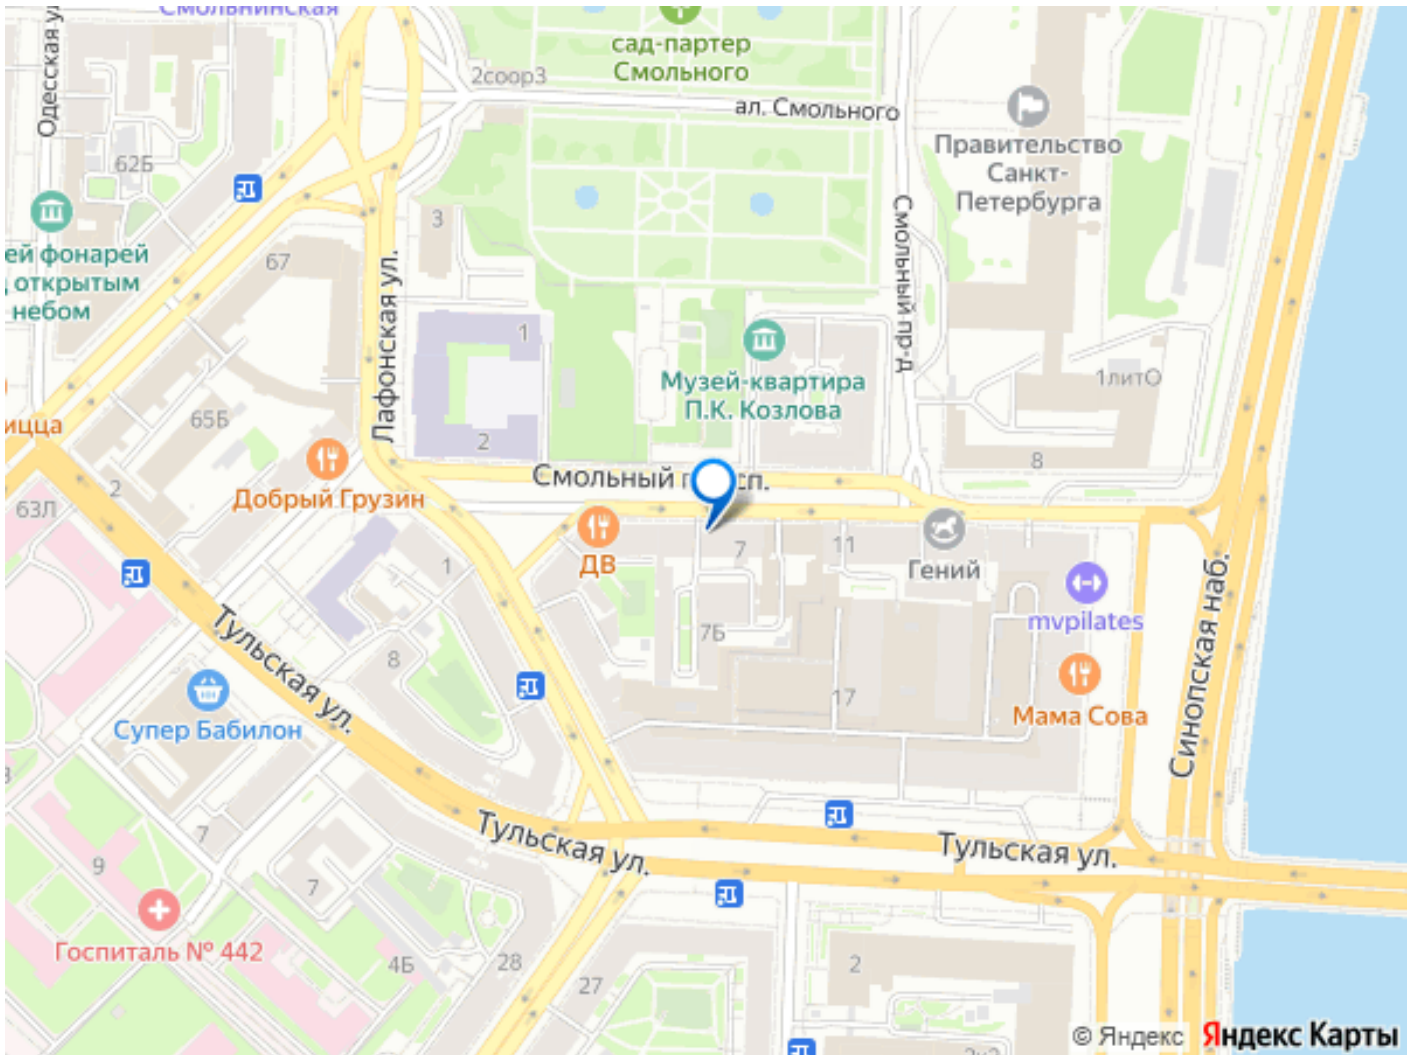 Смольнинская
Одесская ул.
сад-партер
Смольного
2соор3
ал. Смольного
Правительство
Санкт-
Петербурга
62Б
3
Смольный пр-д
ей фонарей
открытым
небом
67
Лафонская ул.
1
Музей-квартира
П.К. Козлова
1литО
ицца
65Б
2
8
Смольный
сп.
Добрый Грузин
2
63Л
ДВ
7
11
Гений
1
mvpilates
Синопская наб.
Тульская ул.
7Б
8
17
Мама Сова
Супер Бабилон
7
Тульская ул.
Тульская ул.
9
7
Госпиталь № 442
4Б
28
27
2
© Яндекс
Яндекс Карты